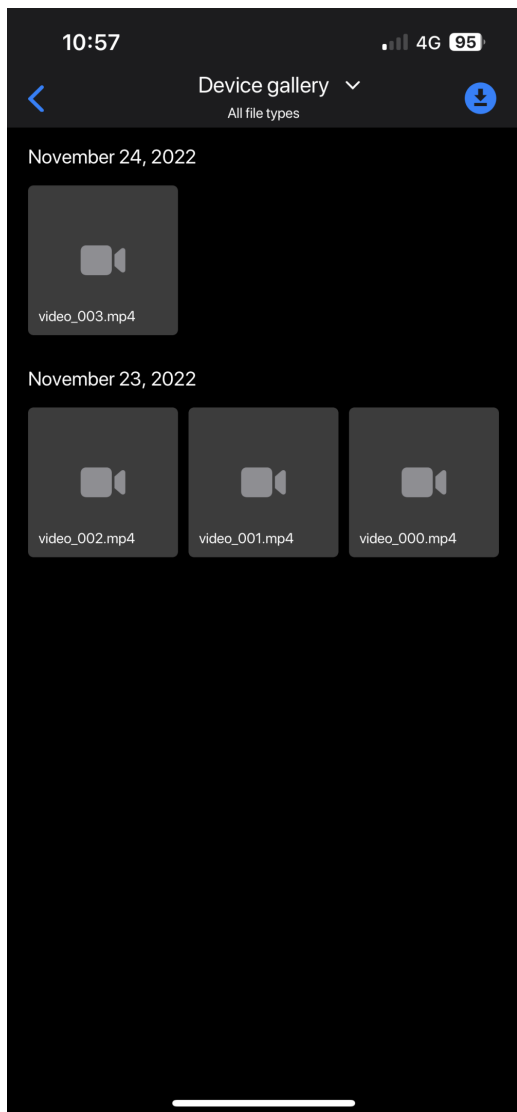 10:57
4G 95
Device gallery
All file types
November 24, 2022
video_003.mp4
November 23, 2022
video_002.mp4
video_001.mp4
video_000.mp4